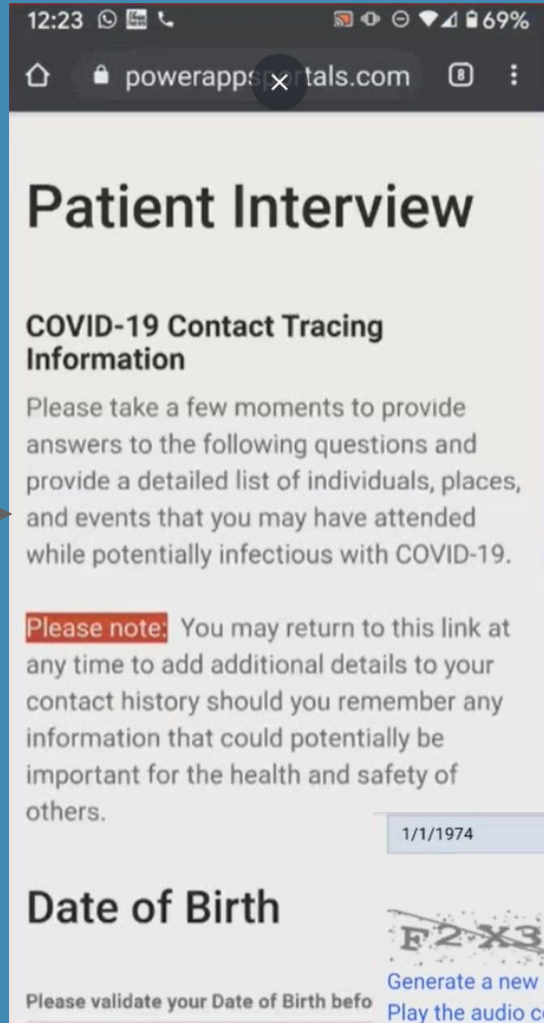 12:23
69%
powerapps tals.com
8
Patient Interview
COVID-19 Contact Tracing
Information
Please take a few moments to provide
answers to the following questions and
provide a detailed list of individuals, places,
and events that you may have attended
while potentially infectious with COVID-19.
Please note: You may return to this link at
any time to add additional details to your
contact history should you remember any
information that could potentially be
important for the health and safety of
others.
Date of Birth
Please validate your Date of Birth befo
1/1/1974
F2X3
Generate a new
Play the audio c